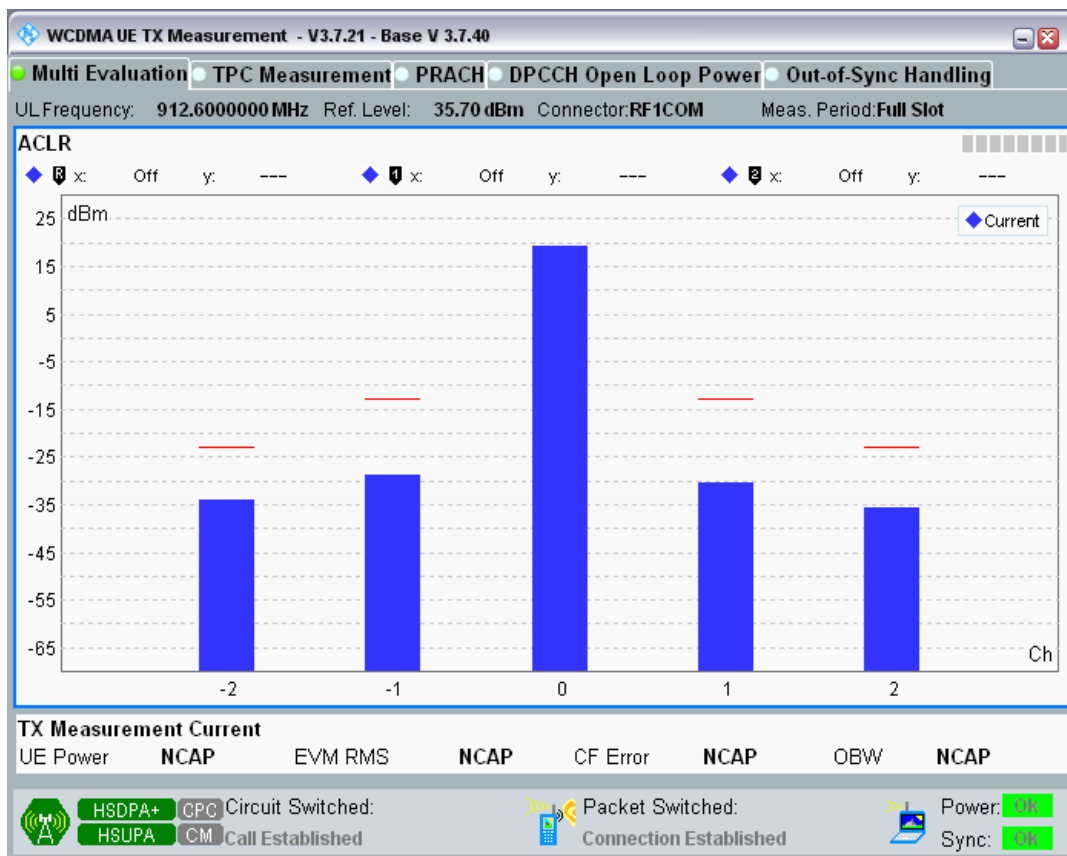 WCDMA UE TX Measurement - V3.7.21 - Base V 3.7.40
Multi Evaluation TPC Measurement PRACH DPCCH Open Loop Power Out-of-Sync Handling
UL Frequency: 912.6000000 MHz Ref. Level: 35.70 dBm Connector:RF1COM Meas. Period:Full Slot
ACLR
R x: Off y: --- 1 x: Off y: --- 2 x: Off y: ---
dBm
Current
25
15
5
-5
-15
-25
-35
-45
-55
-65
Ch
-2 -1 0 1 2
TX Measurement Current
UE Power NCAP EVM RMS NCAP CF Error NCAP OBW NCAP
HSDPA+ CPC Circuit Switched: Packet Switched: Power: Ok
HSUPA CM Call Established Connection Established Sync: Ok